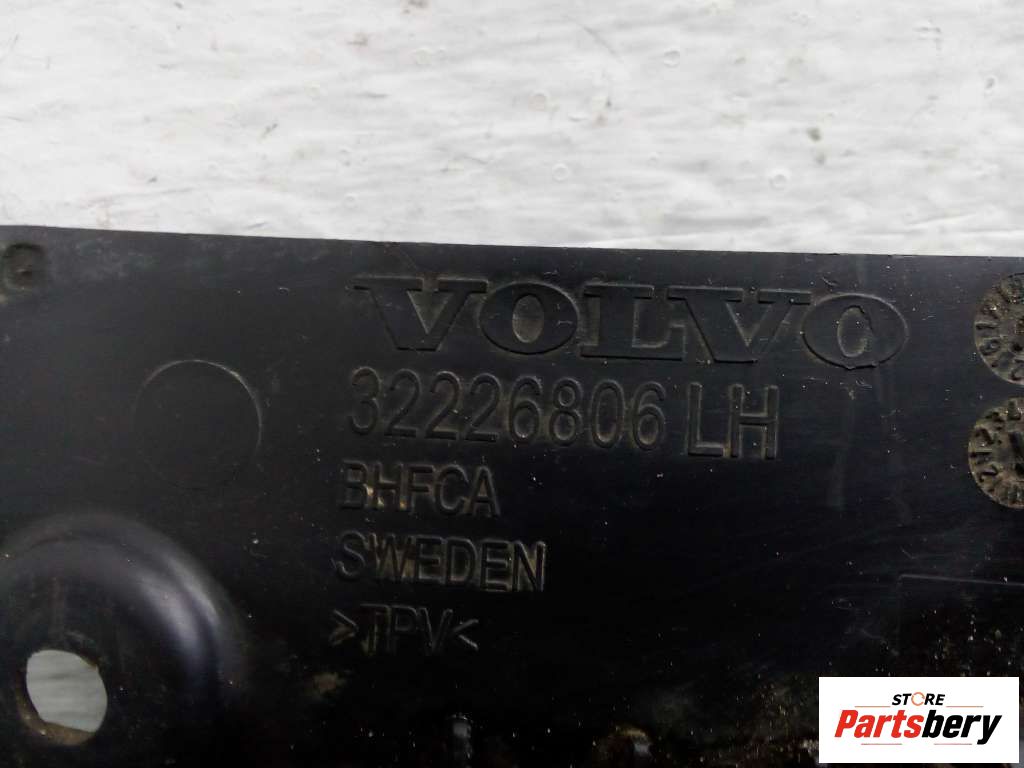 VOLVO
32226806 LH
BHFCA
SWEDEN
>TPV<
STORE
Partsbery